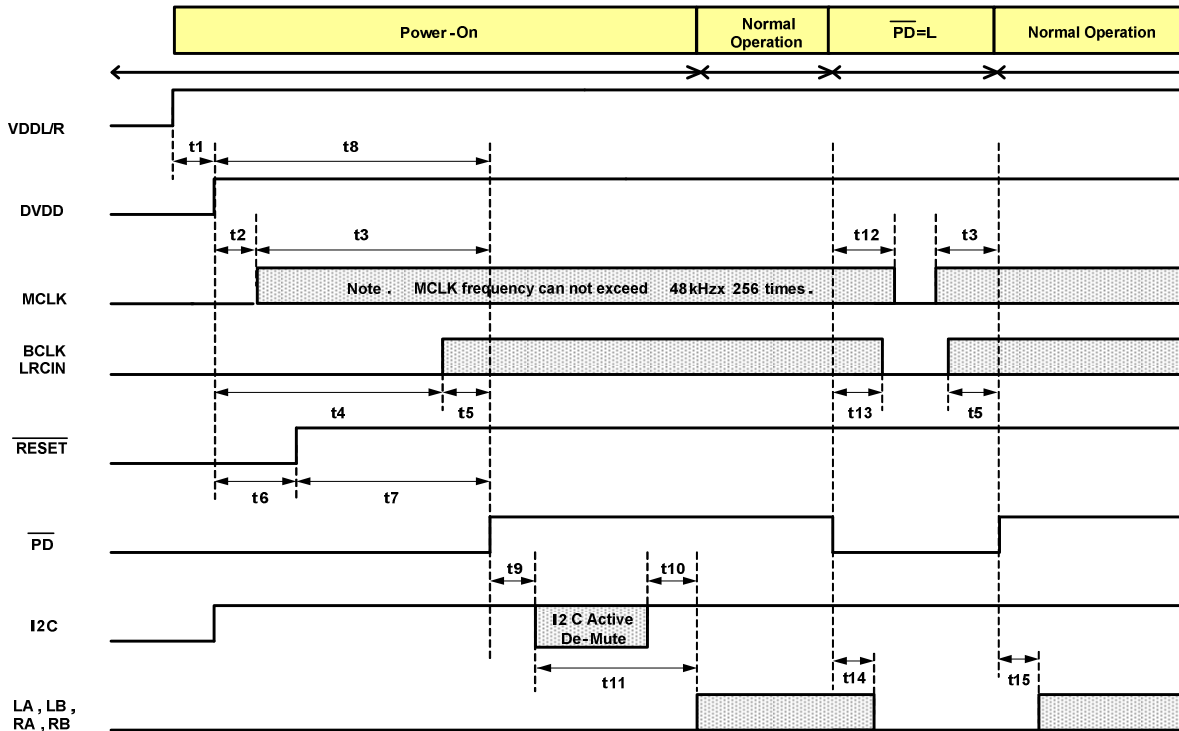 Power-On
Normal
Operation
PD=L
Normal Operation
VDDL/R
t1
t8
DVDD
t2
t3
t12
t3
MCLK
Note. MCLK frequency can not exceed 48kHzx 256 times.
BCLK
LRCIN
t4
t5
t13
t5
RESET
t6
t7
PD
t9
t10
I2C
I2C Active
De-Mute
t11
t14
t15
LA, LB,
RA, RB